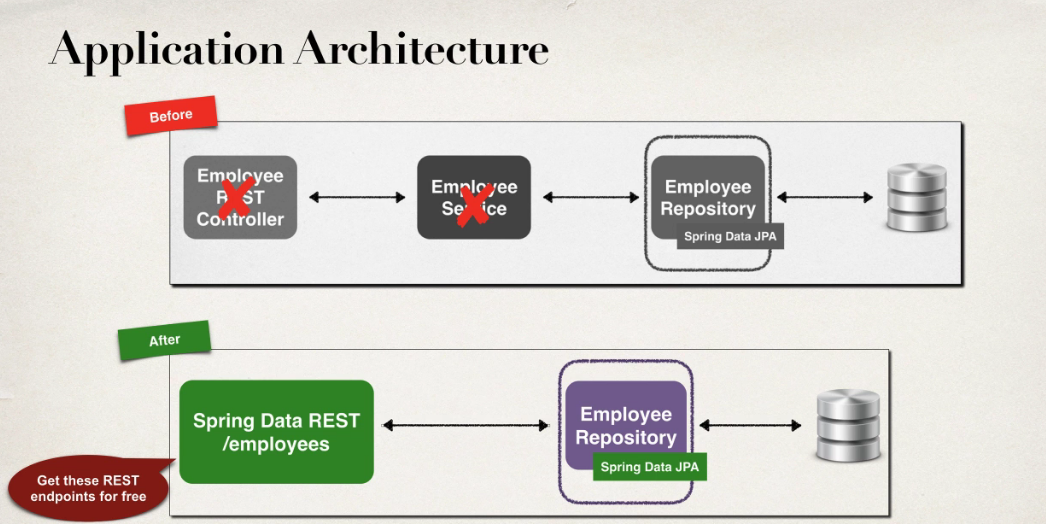 Application Architecture
Before
Employee
REST
Controller
Employee
Service
Employee
Repository
Spring Data JPA
After
Spring Data REST
/employees
Employee
Repository
Spring Data JPA
Get these REST
endpoints for free